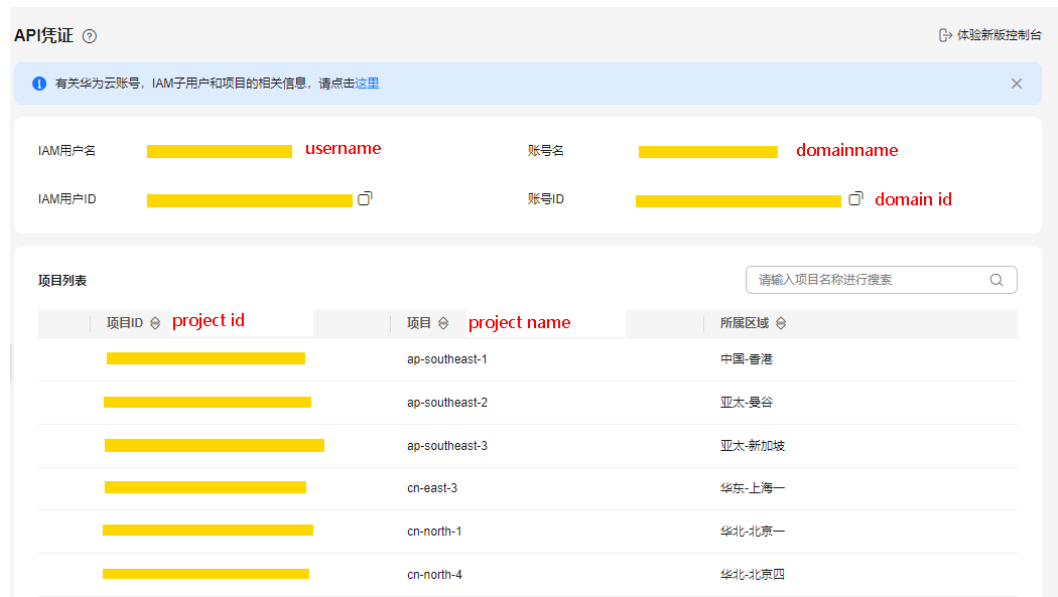 API凭证
体验新版控制台
有关华为云账号，IAM子用户和项目的相关信息，请点击这里
IAM用户名 username 账号名 domainname
IAM用户ID 账号ID domain id
项目列表 请输入项目名称进行搜索
项目ID project id 项目 project name 所属区域
ap-southeast-1 中国-香港
ap-southeast-2 亚太-曼谷
ap-southeast-3 亚太-新加坡
cn-east-3 华东-上海一
cn-north-1 华北-北京一
cn-north-4 华北-北京四